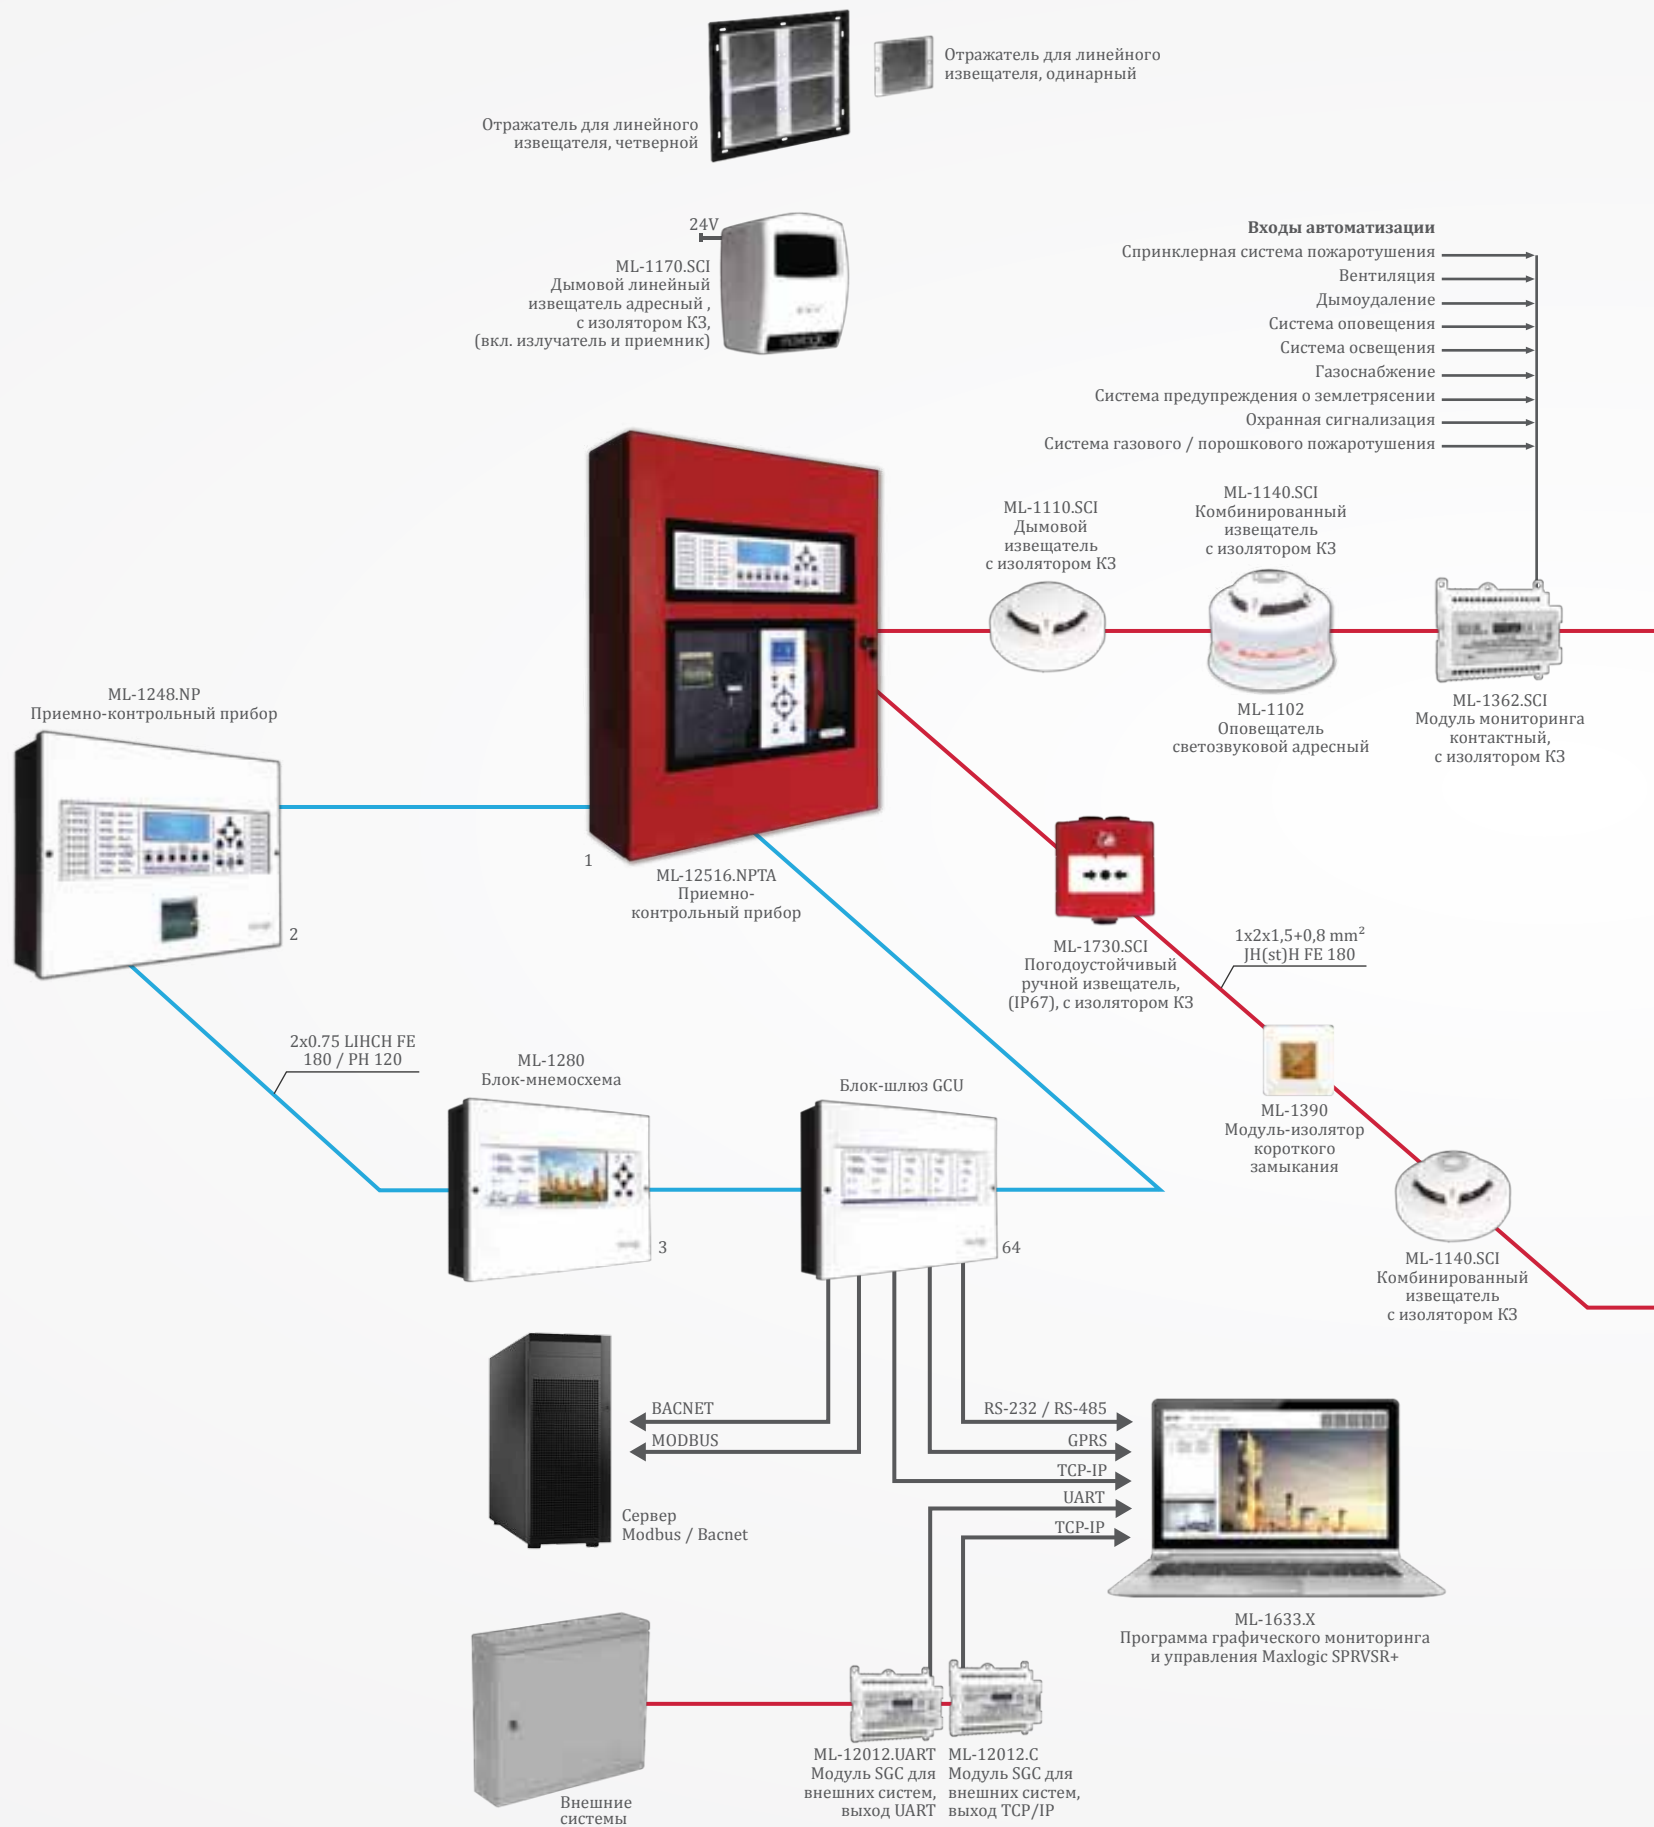 Отражатель для линейного
извещателя, одинарный
Отражатель для линейного
извещателя, четверной
24V
ML-1170.SCI
Дымовой линейный
извещатель адресный ,
с изолятором КЗ,
(вкл. излучатель и приемник)
Входы автоматизации
Спринклерная система пожаротушения
Вентиляция
Дымоудаление
Система оповещения
Система освещения
Газоснабжение
Система предупреждения о землетрясении
Охранная сигнализация
Система газового / порошкового пожаротушения
ML-1110.SCI
Дымовой
извещатель
с изолятором КЗ
ML-1140.SCI
Комбинированный
извещатель
с изолятором КЗ
ML-1102
Оповещатель
светозвуковой адресный
ML-1362.SCI
Модуль мониторинга
контактный,
с изолятором КЗ
ML-1248.NP
Приемно-контрольный прибор
2
1
ML-12516.NPTA
Приемно-
контрольный прибор
ML-1730.SCI
Погодоустойчивый
ручной извещатель,
(IP67), с изолятором КЗ
1x2x1,5+0,8 mm²
JH(st)H FE 180
2x0.75 LIHCH FE
180 / PH 120
ML-1280
Блок-мнемосхема
3
Блок-шлюз GCU
64
ML-1390
Модуль-изолятор
короткого
замыкания
ML-1140.SCI
Комбинированный
извещатель
с изолятором КЗ
BACNET
MODBUS
RS-232 / RS-485
GPRS
TCP-IP
UART
TCP-IP
Сервер
Modbus / Bacnet
ML-1633.X
Программа графического мониторинга
и управления Maxlogic SPRVSR+
Внешние
системы
ML-12012.UART
Модуль SGC для
внешних систем,
выход UART
ML-12012.C
Модуль SGC для
внешних систем,
выход TCP/IP